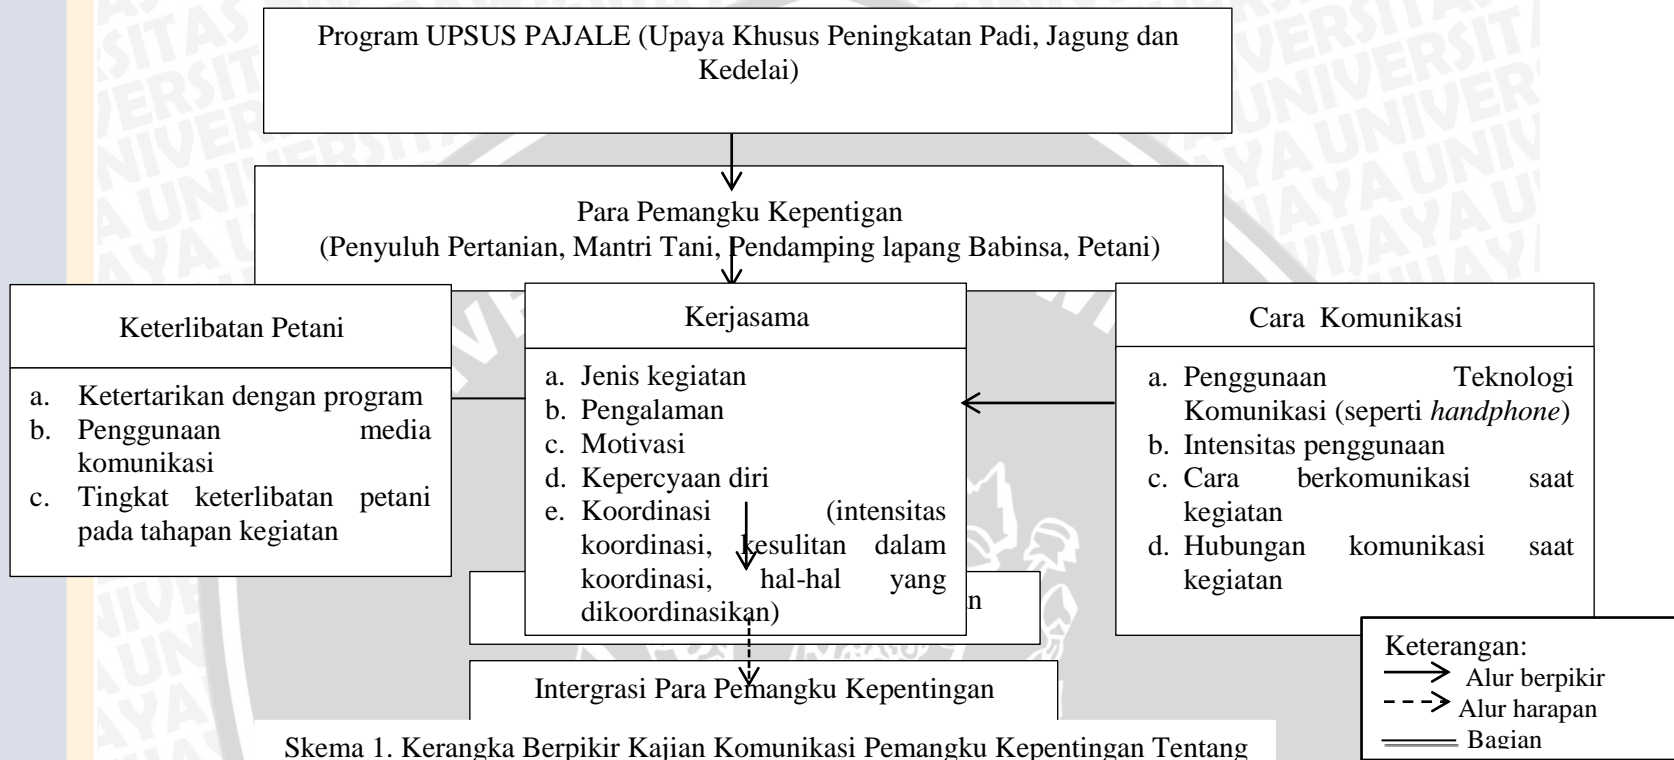 Program UPSUS PAJALE (Upaya Khusus Peningkatan Padi, Jagung dan
Kedelai)
Para Pemangku Kepentigan
(Penyuluh Pertanian, Mantri Tani, Pendamping lapang Babinsa, Petani)
Keterlibatan Petani
a. Ketertarikan dengan program
b. Penggunaan media
komunikasi
c. Tingkat keterlibatan petani
pada tahapan kegiatan
Kerjasama
a. Jenis kegiatan
b. Pengalaman
c. Motivasi
d. Kepercyaan diri
e. Koordinasi (intensitas
koordinasi, kesulitan dalam
koordinasi, hal-hal yang
dikoordinasikan)
Cara Komunikasi
a. Penggunaan Teknologi
Komunikasi (seperti handphone)
b. Intensitas penggunaan
c. Cara berkomunikasi saat
kegiatan
d. Hubungan komunikasi saat
kegiatan
n
Intergrasi Para Pemangku Kepentingan
Keterangan:
Alur berpikir
Alur harapan
Bagian
Skema 1. Kerangka Berpikir Kajian Komunikasi Pemangku Kepentingan Tentang